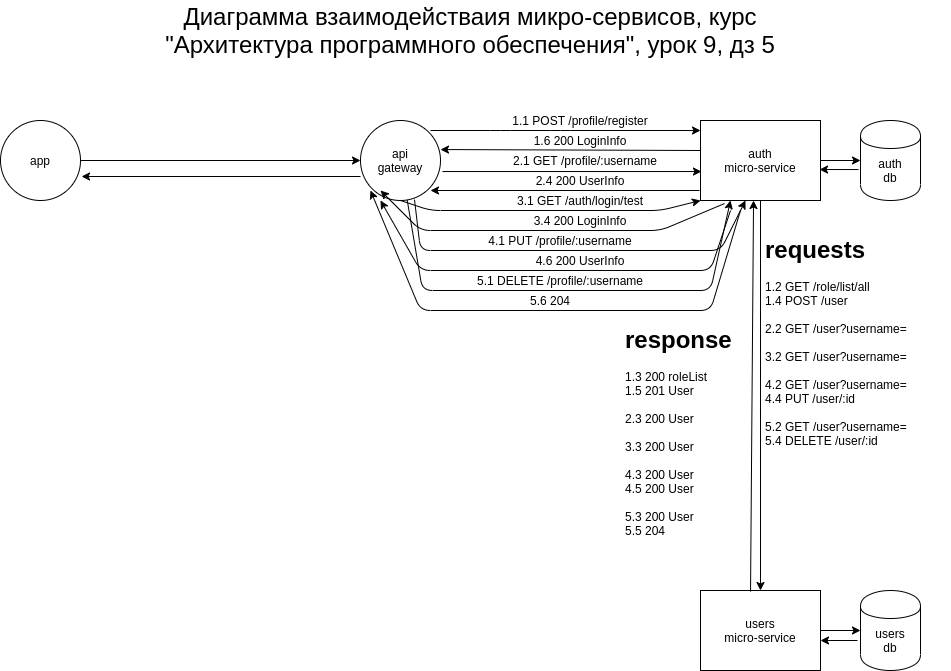 Диаграмма взаимодействаия микро-сервисов, курс
"Архитектура программного обеспечения", урок 9, дз 5
app
api
gateway
1.1 POST /profile/register
1.6 200 LoginInfo
2.1 GET /profile/:username
2.4 200 UserInfo
3.1 GET /auth/login/test
3.4 200 LoginInfo
4.1 PUT /profile/:username
4.6 200 UserInfo
5.1 DELETE /profile/:username
5.6 204
auth
micro-service
auth
db
requests
1.2 GET /role/list/all
1.4 POST /user
2.2 GET /user?username=
3.2 GET /user?username=
4.2 GET /user?username=
4.4 PUT /user/:id
5.2 GET /user?username=
5.4 DELETE /user/:id
response
1.3 200 roleList
1.5 201 User
2.3 200 User
3.3 200 User
4.3 200 User
4.5 200 User
5.3 200 User
5.5 204
users
micro-service
users
db